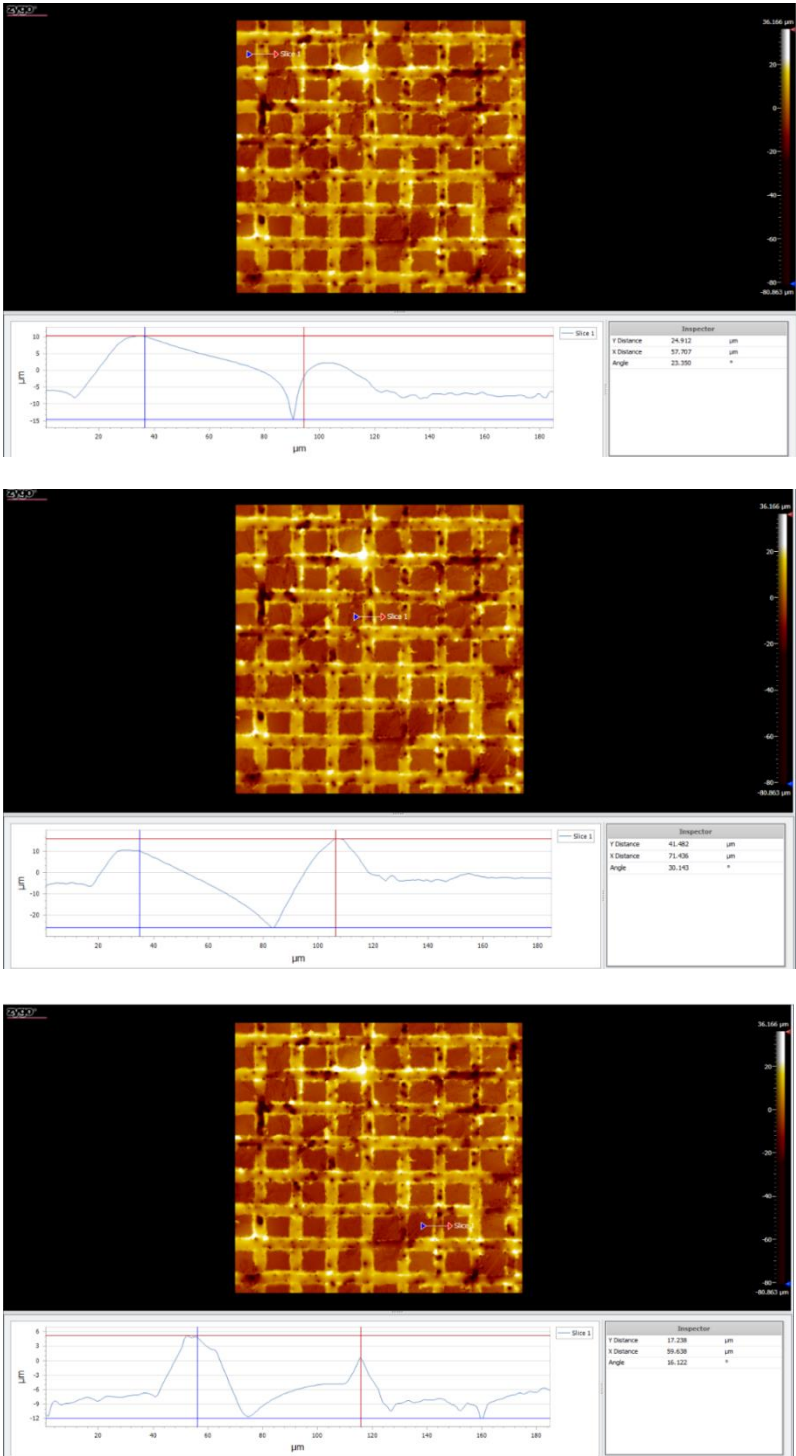 zygo
36.166 µm
Slice 1
20
0
-20
-40
-60
-80
-80.863 µm
10
5
0
-5
-10
-15
µm
20 40 60 80 100 120 140 160 180
µm
Slice 1
Inspector
Y Distance 24.912 µm
X Distance 57.707 µm
Angle 23.350 °
zygo
36.166 µm
20
0
Slice 1
-20
-40
-60
-80
-80.863 µm
10
0
-10
-20
µm
20 40 60 80 100 120 140 160 180
µm
Slice 1
Inspector
Y Distance 41.482 µm
X Distance 71.436 µm
Angle 30.143 °
zygo
36.166 µm
20
0
-20
-40
Slice
-60
-80
-80.863 µm
6
3
0
-3
-6
-9
-12
µm
20 40 60 80 100 120 140 160 180
µm
Slice 1
Inspector
Y Distance 17.238 µm
X Distance 59.638 µm
Angle 16.122 °